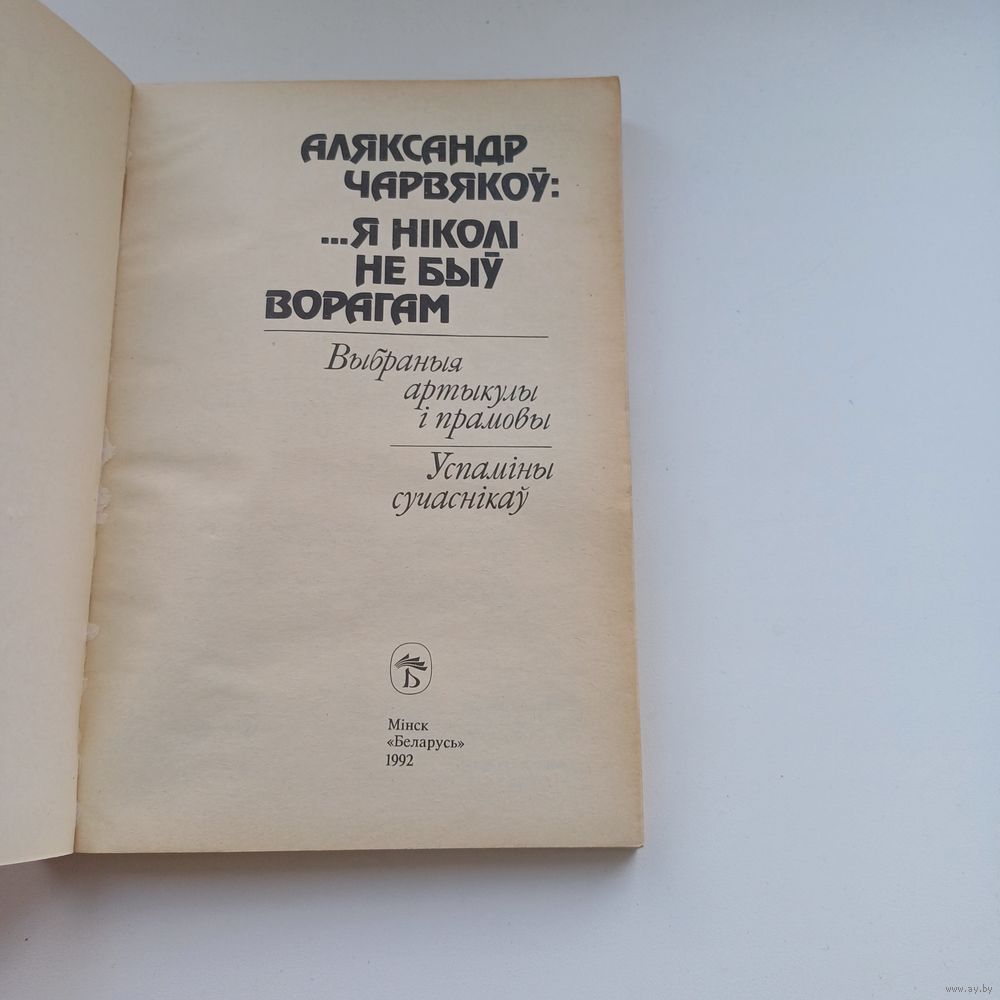 АЛЯКСАНДР
ЧАРВЯКОЎ:
...Я НІКОЛІ
НЕ БЫЎ
ВОРАГАМ
Выбраныя
артыкулы
і прамовы
Успаміны
сучаснікаў
Б
Мінск
«Беларусь»
1992
www.ay.by